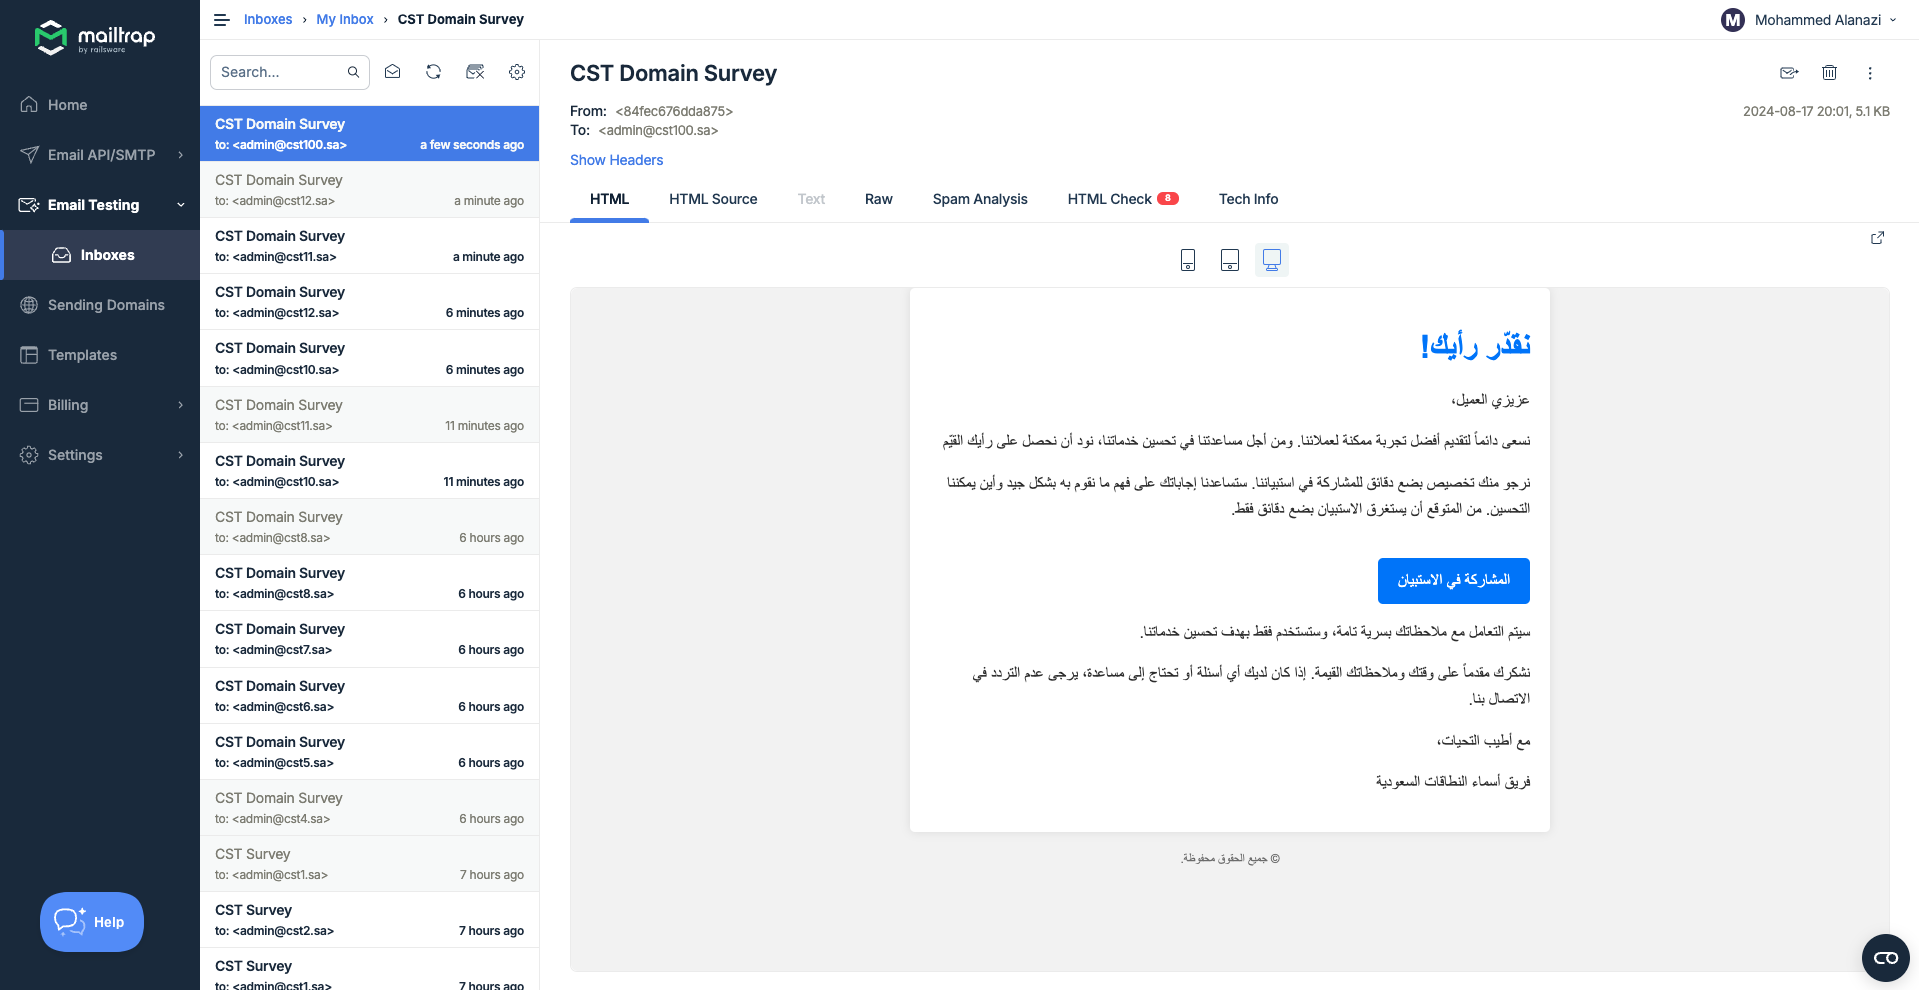 mailtrap
by railsware
Home
Email API/SMTP
Email Testing
Inboxes
Sending Domains
Templates
Billing
Settings
Help
Inboxes › My Inbox › CST Domain Survey
M Mohammed Alanazi
Search...
CST Domain Survey
to: <admin@cst100.sa> a few seconds ago
CST Domain Survey
to: <admin@cst12.sa> a minute ago
CST Domain Survey
to: <admin@cst11.sa> a minute ago
CST Domain Survey
to: <admin@cst12.sa> 6 minutes ago
CST Domain Survey
to: <admin@cst10.sa> 6 minutes ago
CST Domain Survey
to: <admin@cst11.sa> 11 minutes ago
CST Domain Survey
to: <admin@cst10.sa> 11 minutes ago
CST Domain Survey
to: <admin@cst8.sa> 6 hours ago
CST Domain Survey
to: <admin@cst8.sa> 6 hours ago
CST Domain Survey
to: <admin@cst7.sa> 6 hours ago
CST Domain Survey
to: <admin@cst6.sa> 6 hours ago
CST Domain Survey
to: <admin@cst5.sa> 6 hours ago
CST Domain Survey
to: <admin@cst4.sa> 6 hours ago
CST Survey
to: <admin@cst1.sa> 7 hours ago
CST Survey
to: <admin@cst2.sa> 7 hours ago
CST Survey
to: <admin@cst1.sa> 7 hours ago
CST Domain Survey
From: <84fec676dda875> 2024-08-17 20:01, 5.1 KB
To: <admin@cst100.sa>
Show Headers
HTML HTML Source Text Raw Spam Analysis HTML Check 8 Tech Info
نقدّر رأيك!
عزيزي العميل،
نسعى دائماً لتقديم أفضل تجربة ممكنة لعملائنا. ومن أجل مساعدتنا في تحسين خدماتنا، نود أن نحصل على رأيك القيّم
نرجو منك تخصيص بضع دقائق للمشاركة في استبياننا. ستساعدنا إجاباتك على فهم ما نقوم به بشكل جيد وأين يمكننا
التحسين. من المتوقع أن يستغرق الاستبيان بضع دقائق فقط.
المشاركة في الاستبيان
سيتم التعامل مع ملاحظاتك بسرية تامة، وستستخدم فقط بهدف تحسين خدماتنا.
نشكرك مقدماً على وقتك وملاحظاتك القيمة. إذا كان لديك أي أسئلة أو تحتاج إلى مساعدة، يرجى عدم التردد في
الاتصال بنا.
مع أطيب التحيات،
فريق أسماء النطاقات السعودية
© جميع الحقوق محفوظة.